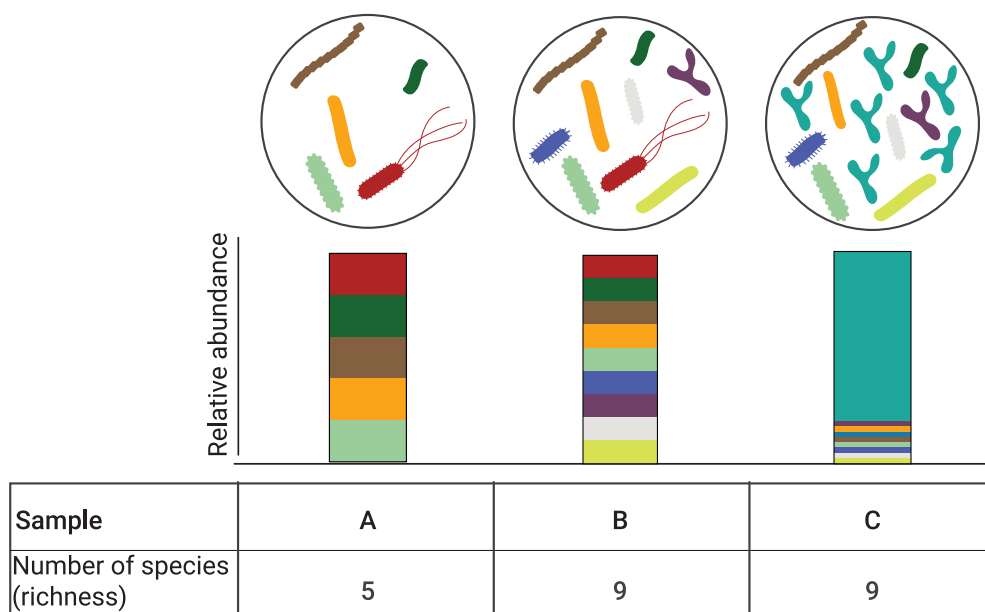 Relative abundance
Sample A B C
Number of species
(richness) 5 9 9